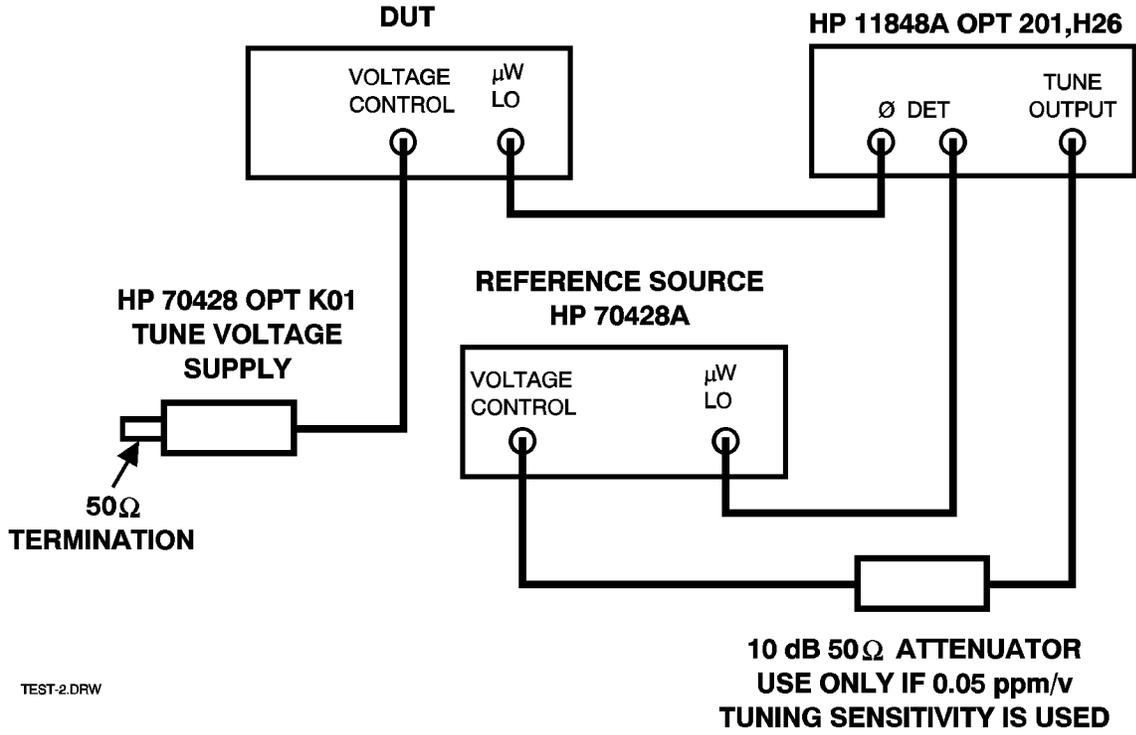 DUT
HP 11848A OPT 201,H26
VOLTAGE
CONTROL
µW
LO
Ø DET
TUNE
OUTPUT
REFERENCE SOURCE
HP 70428A
HP 70428 OPT K01
TUNE VOLTAGE
SUPPLY
VOLTAGE
CONTROL
µW
LO
50Ω
TERMINATION
10 dB 50Ω ATTENUATOR
USE ONLY IF 0.05 ppm/v
TUNING SENSITIVITY IS USED
TEST-2.DRW